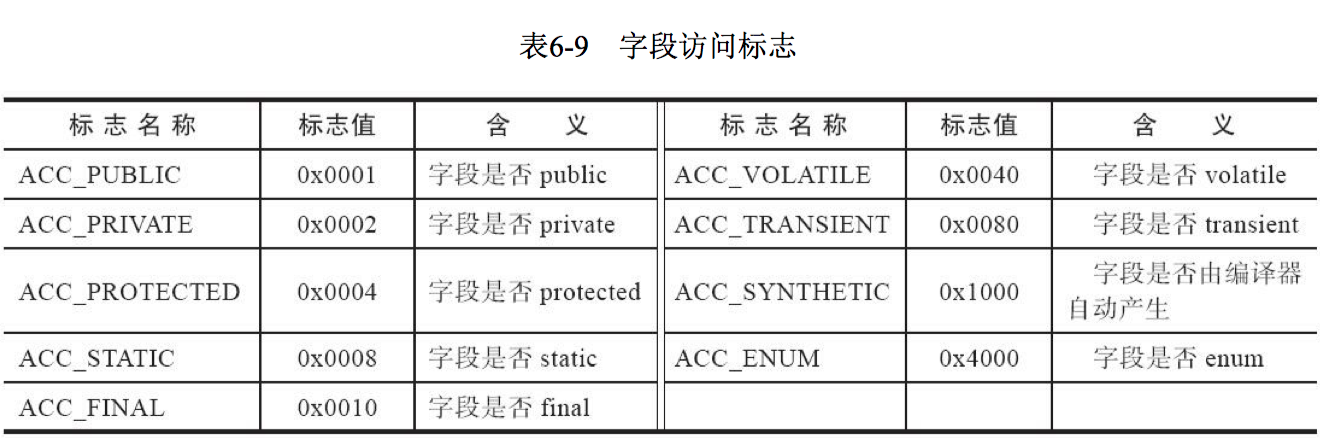 表6-9 字段访问标志
标志名称 标志值 含 义 标志名称 标志值 含 义
ACC_PUBLIC 0x0001 字段是否 public ACC_VOLATILE 0x0040 字段是否 volatile
ACC_PRIVATE 0x0002 字段是否 private ACC_TRANSIENT 0x0080 字段是否 transient
ACC_PROTECTED 0x0004 字段是否 protected ACC_SYNTHETIC 0x1000 字段是否由编译器
自动产生
ACC_STATIC 0x0008 字段是否 static ACC_ENUM 0x4000 字段是否 enum
ACC_FINAL 0x0010 字段是否 final